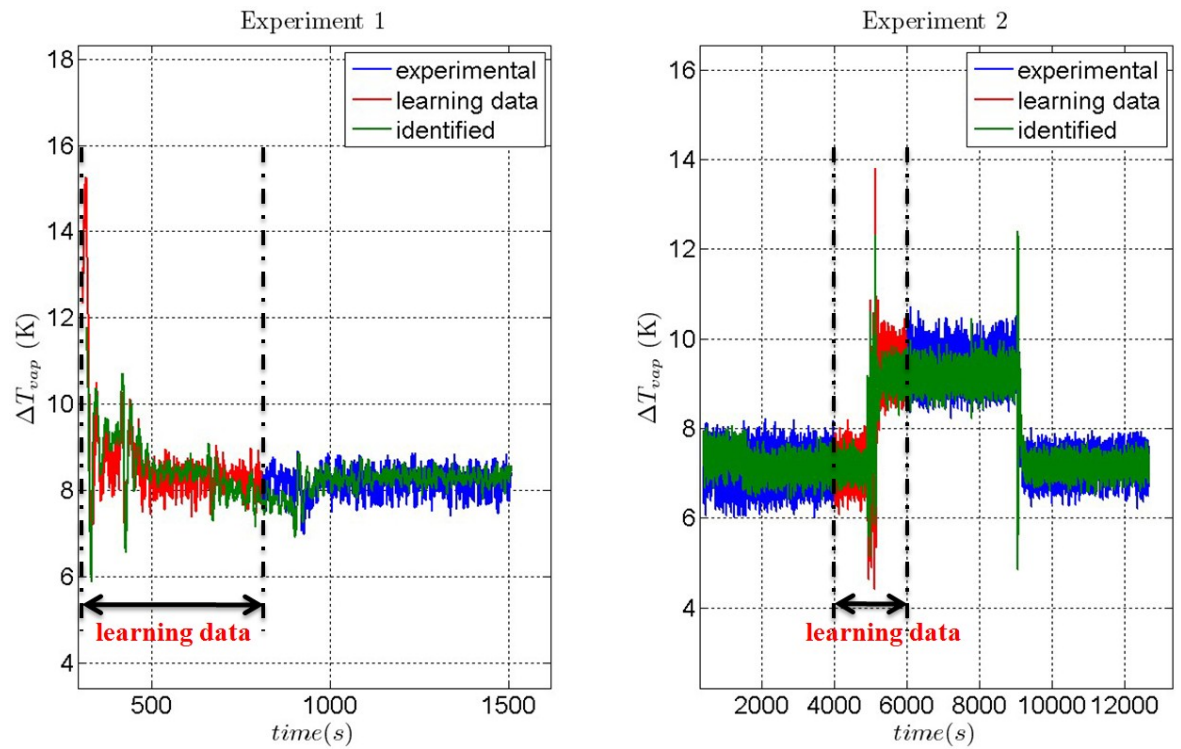 Experiment 1
experimental
learning data
identified
18
16
14
12
10
8
6
4
ΔT_vap (K)
learning data
500
1000
1500
time(s)
Experiment 2
experimental
learning data
identified
16
14
12
10
8
6
4
ΔT_vap (K)
learning data
2000 4000 6000 8000 10000 12000
time(s)